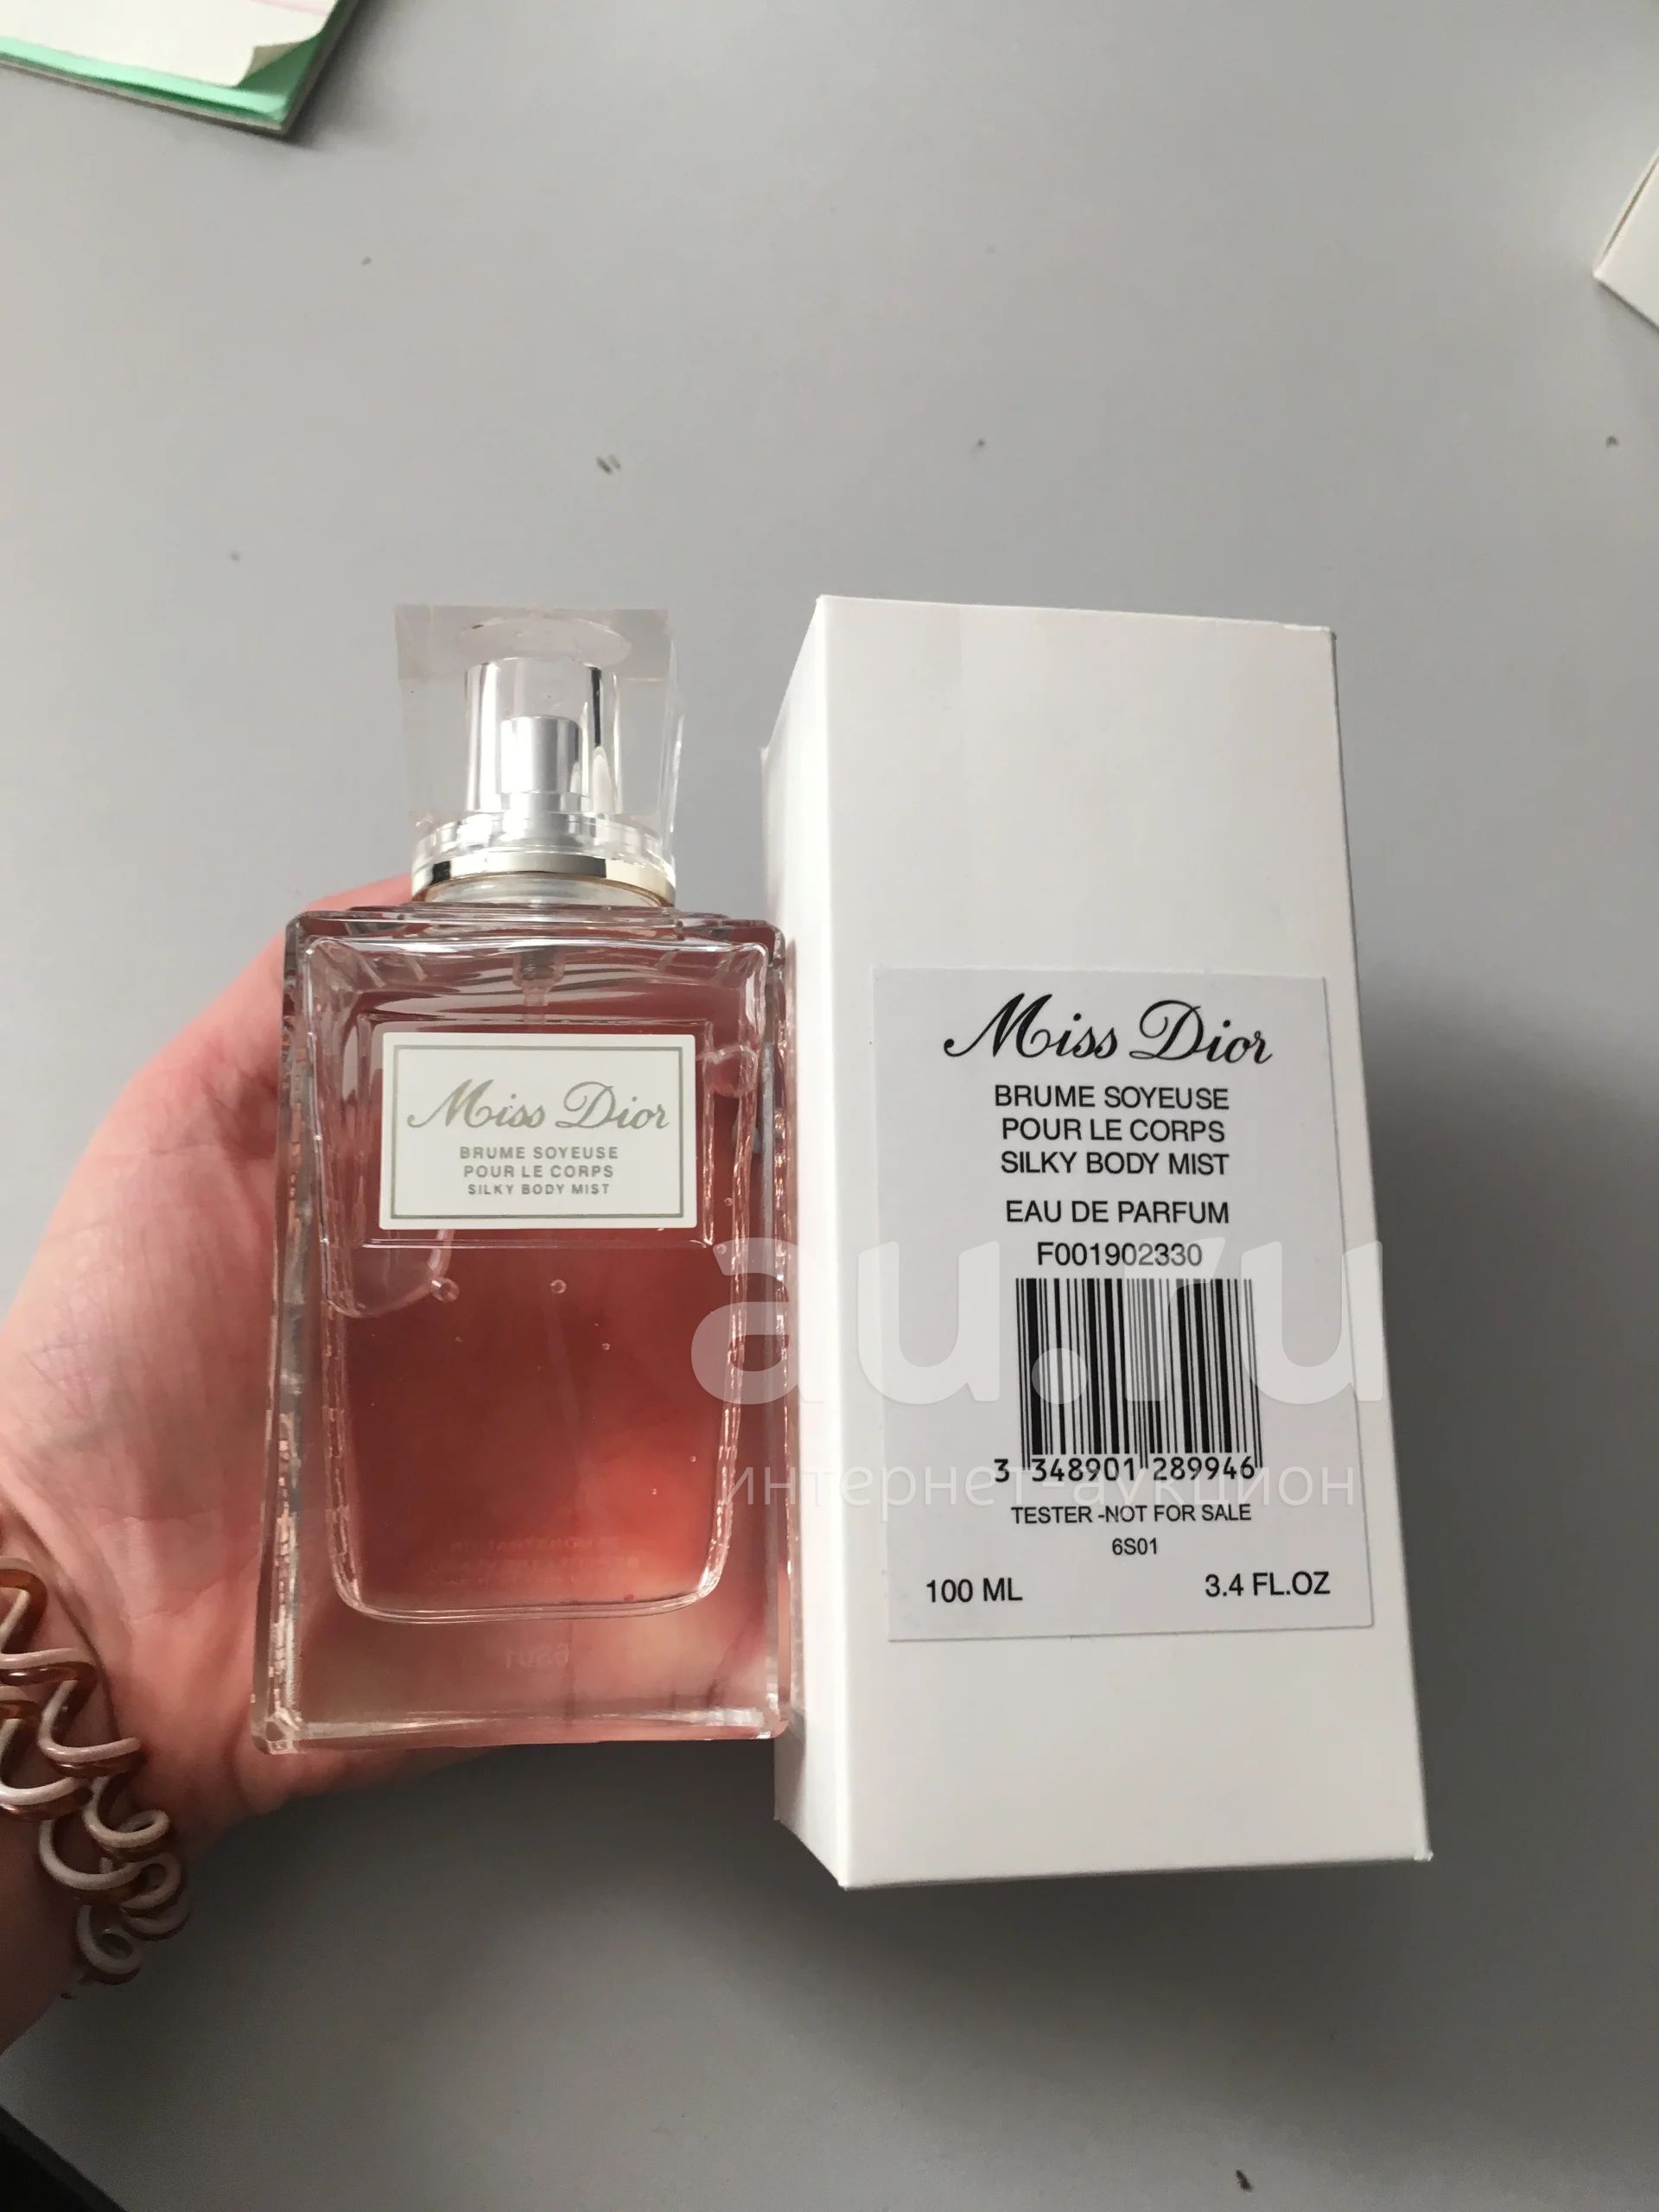 Miss Dior
BRUME SOYEUSE
POUR LE CORPS
SILKY BODY MIST
Miss Dior
BRUME SOYEUSE
POUR LE CORPS
SILKY BODY MIST
EAU DE PARFUM
F001902330
3 348901 289946
TESTER -NOT FOR SALE
6S01
100 ML 3.4 FL.OZ
au.ru
интернет-аукцион